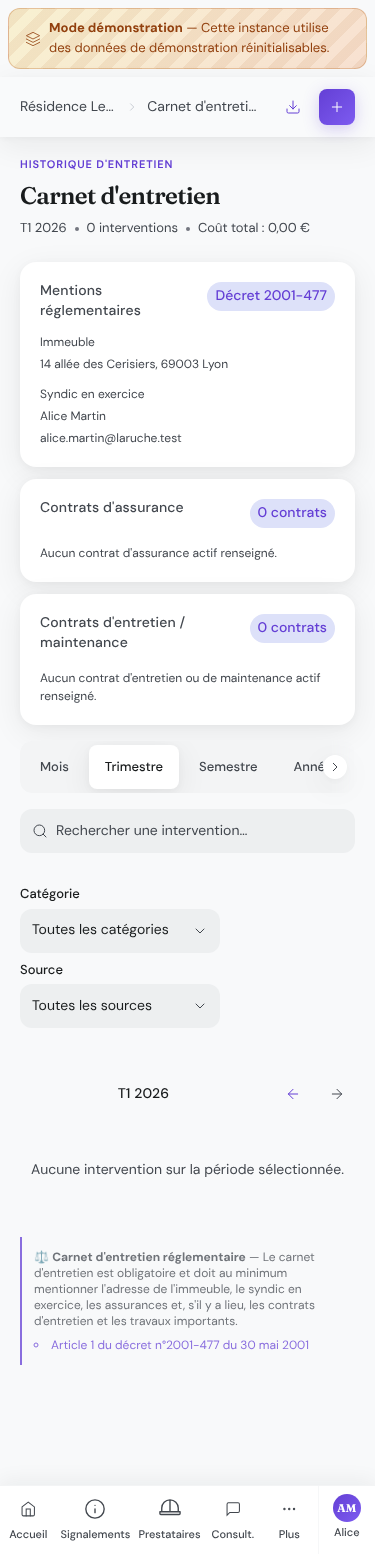 Mode démonstration — Cette instance utilise
des données de démonstration réinitialisables.
Résidence Le... > Carnet d'entreti...
HISTORIQUE D'ENTRETIEN
Carnet d'entretien
T1 2026 • 0 interventions • Coût total : 0,00 €
Mentions
réglementaires
Décret 2001-477
Immeuble
14 allée des Cerisiers, 69003 Lyon
Syndic en exercice
Alice Martin
alice.martin@laruche.test
Contrats d'assurance
0 contrats
Aucun contrat d'assurance actif renseigné.
Contrats d'entretien /
maintenance
0 contrats
Aucun contrat d'entretien ou de maintenance actif
renseigné.
Mois Trimestre Semestre Anné
Rechercher une intervention...
Catégorie
Toutes les catégories
Source
Toutes les sources
T1 2026
Aucune intervention sur la période sélectionnée.
⚖️ Carnet d'entretien réglementaire — Le carnet
d'entretien est obligatoire et doit au minimum
mentionner l'adresse de l'immeuble, le syndic en
exercice, les assurances et, s'il y a lieu, les contrats
d'entretien et les travaux importants.
Article 1 du décret n°2001-477 du 30 mai 2001
AM
Accueil Signalements Prestataires Consult. Plus Alice